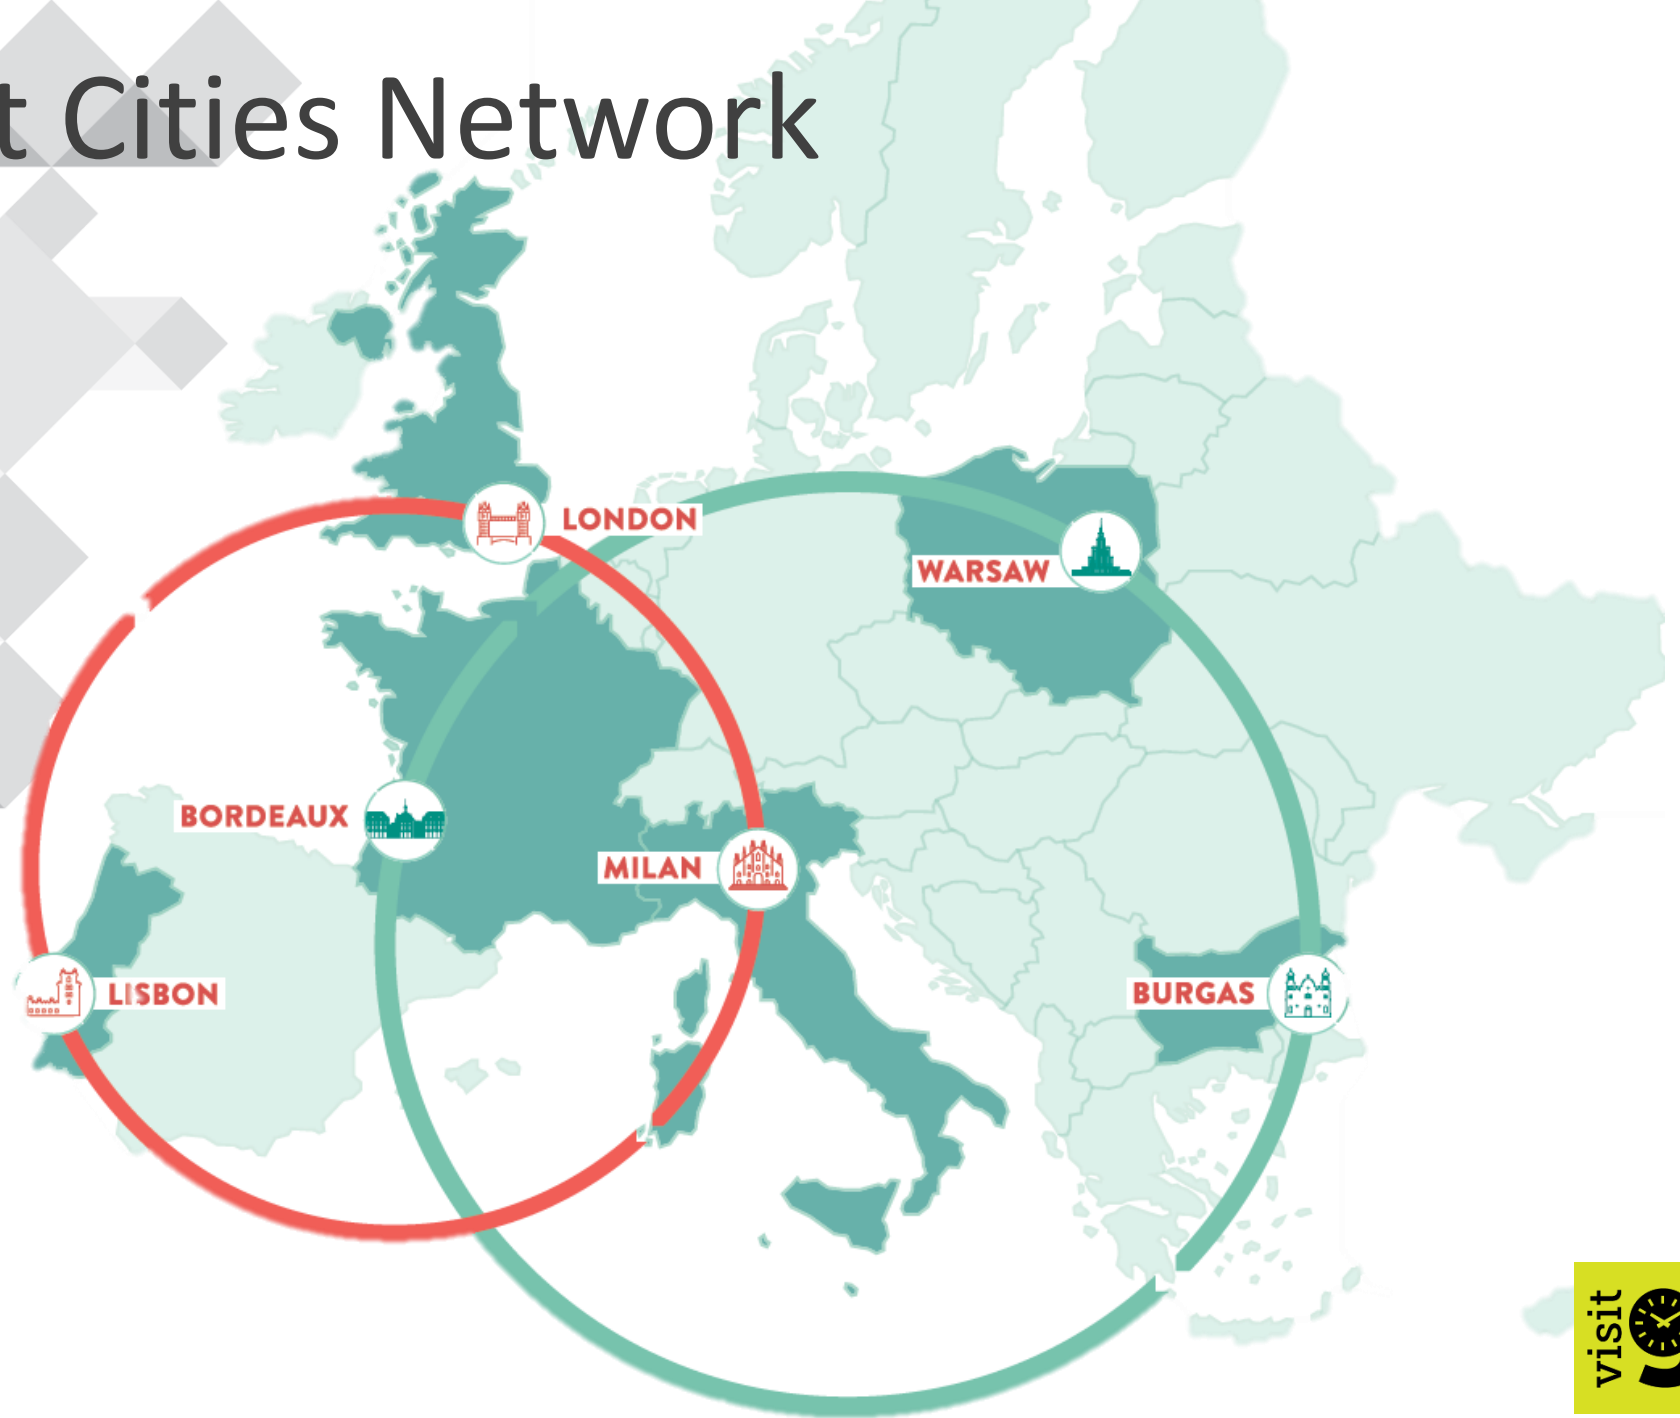 t Cities Network
LONDON
WARSAW
BORDEAUX
MILAN
LISBON
BURGAS
visit